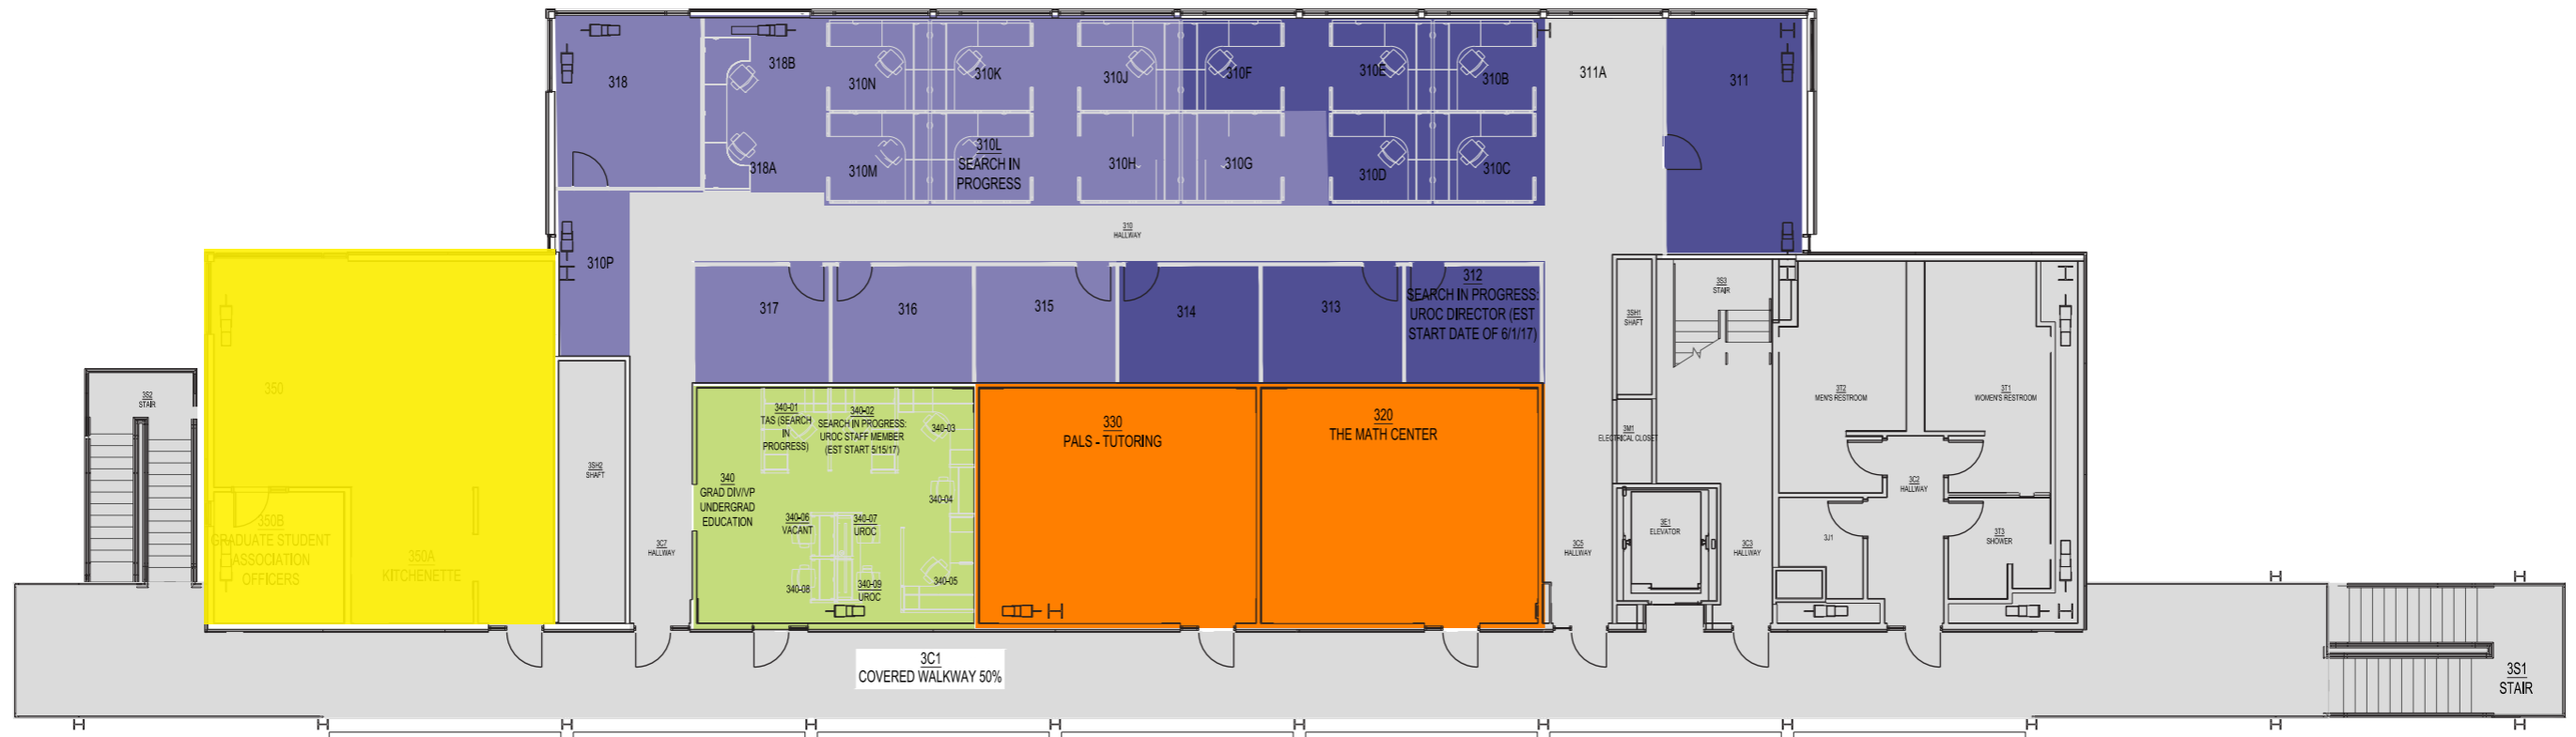 318
318B
310N
310K
310J
310F
310E
310B
311A
311
318A
310M
310L
SEARCH IN
PROGRESS
310H
310G
310D
310C
310
HALLWAY
310P
317
316
315
314
313
312
SEARCH IN PROGRESS:
UROC DIRECTOR (EST
START DATE OF 6/1/17)
3S3
STAIR
3SH1
SHAFT
350
3S2
STAIR
3T2
MEN'S RESTROOM
3T1
WOMEN'S RESTROOM
340-01
TAS (SEARCH
IN
PROGRESS)
340-02
SEARCH IN PROGRESS:
UROC STAFF MEMBER
(EST START 5/15/17)
340-03
330
PALS - TUTORING
320
THE MATH CENTER
3M1
ELECTRICAL CLOSET
3SH2
SHAFT
340
GRAD DIV/VP
UNDERGRAD
EDUCATION
340-04
3C2
HALLWAY
350B
GRADUATE STUDENT
ASSOCIATION
OFFICERS
350A
KITCHENETTE
340-06
VACANT
340-07
UROC
3C7
HALLWAY
3C5
HALLWAY
3E1
ELEVATOR
3C3
HALLWAY
3J1
3T3
SHOWER
340-08
340-09
UROC
340-05
3C1
COVERED WALKWAY 50%
3S1
STAIR